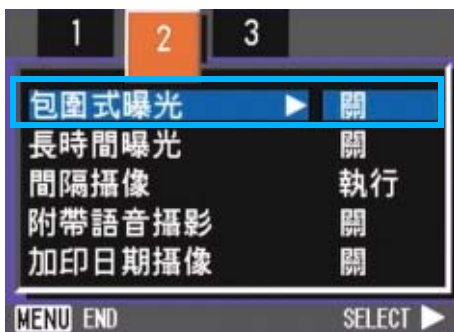 1 2 3
包圍式曝光 ▶ 關
長時間曝光 關
間隔攝像 執行
附帶語音攝影 關
加印日期攝像 關
MENU END SELECT ▶